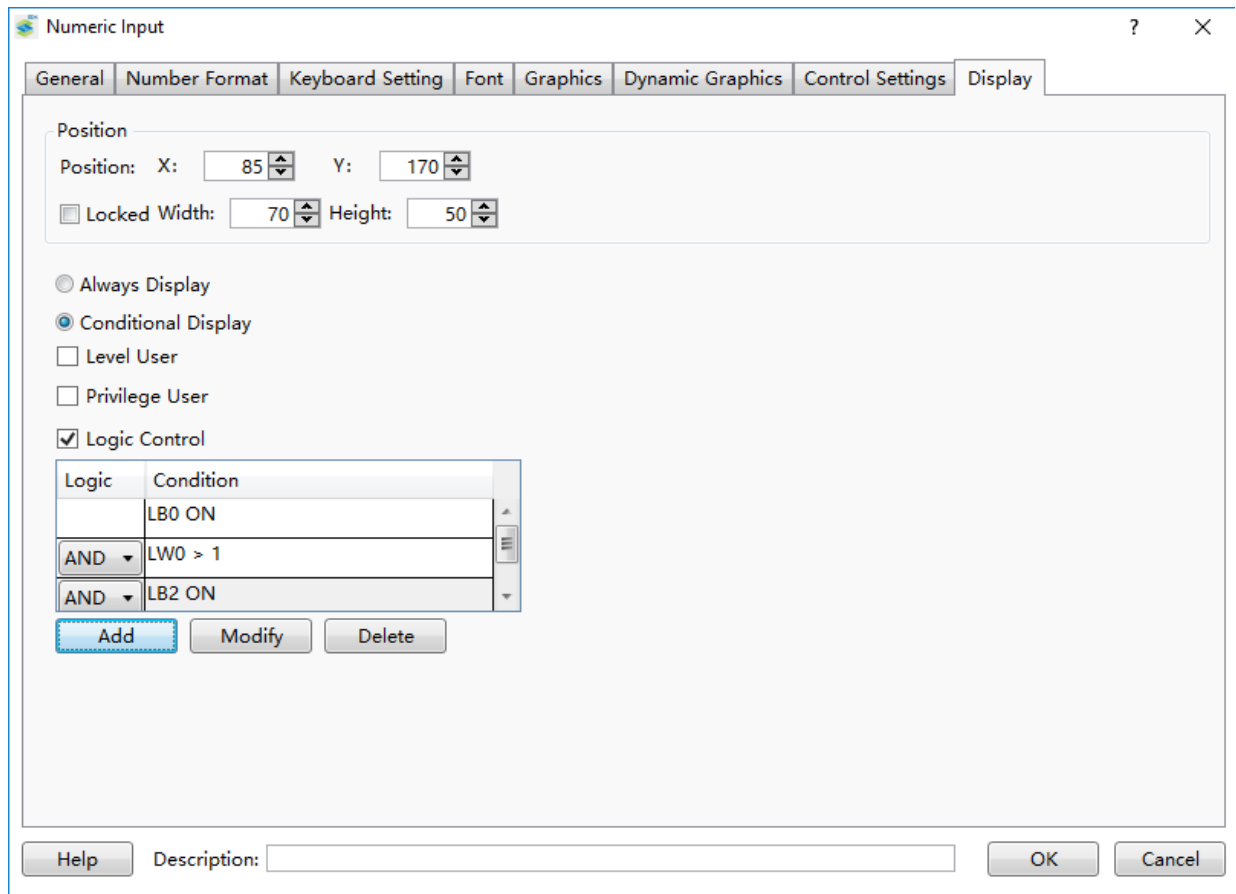 Numeric Input ?
General Number Format Keyboard Setting Font Graphics Dynamic Graphics Control Settings Display
Position
Position: X: 85 Y: 170
Locked Width: 70 Height: 50
Always Display
Conditional Display
Level User
Privilege User
Logic Control
Logic Condition
LB0 ON
AND LW0 > 1
AND LB2 ON
Add Modify Delete
Help Description: OK Cancel